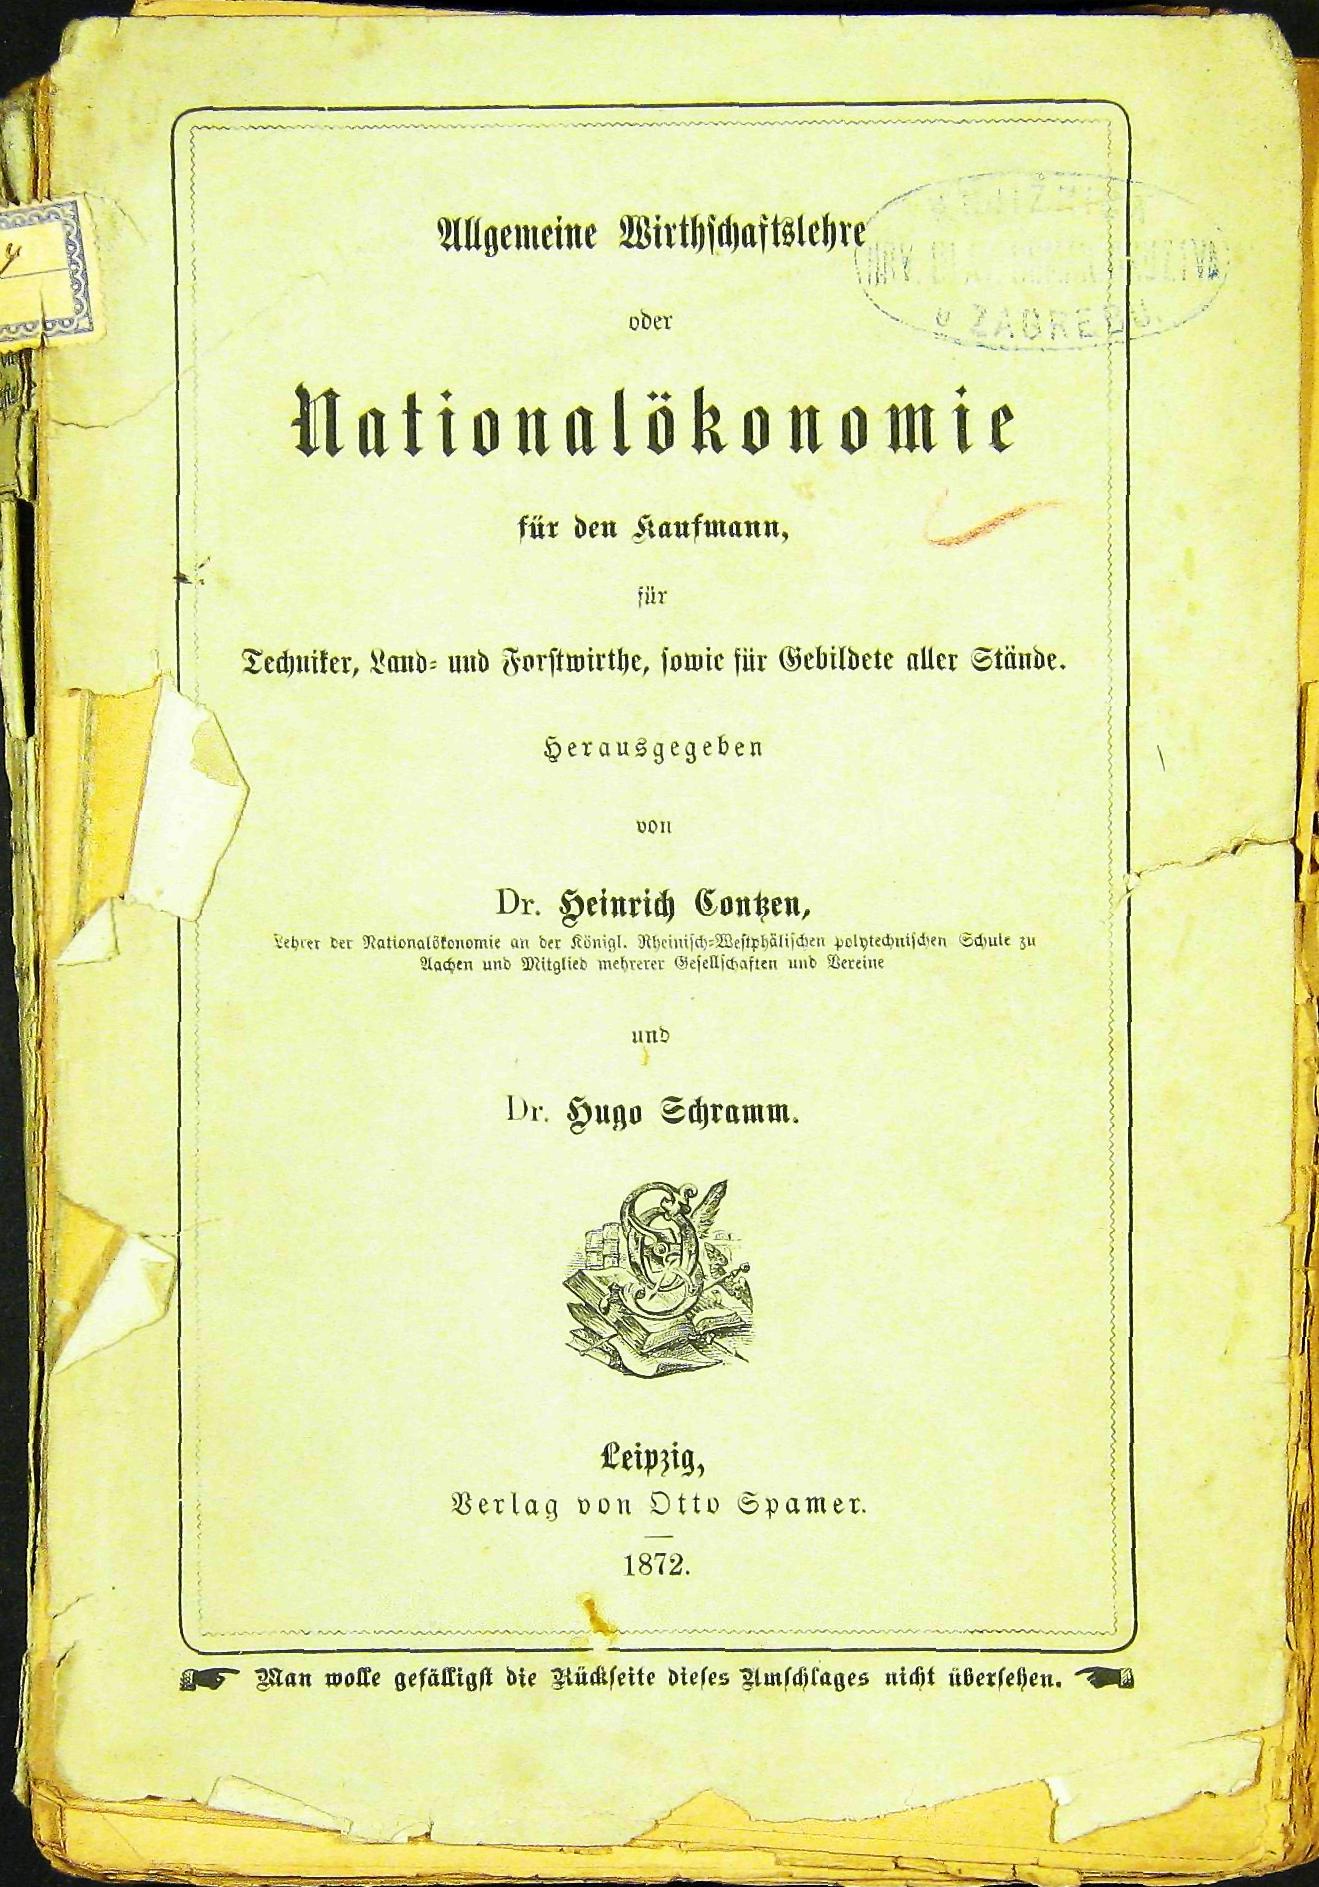 Allgemeine Wirthschaftslehre
oder
Nationalökonomie
für den Kaufmann,
für
Techniker, Land- und Forstwirthe, sowie für Gebildete aller Stände.
Herausgegeben
von
Dr. Heinrich Contzen,
Lehrer der Nationalökonomie an der Königl. Rheinisch-Westphälischen polytechnischen Schule zu
Aachen und Mitglied mehrerer Gesellschaften und Vereine
und
Dr. Hugo Schramm.
Leipzig,
Verlag von Otto Spamer.
1872.
Man wolle gefälligst die Rückseite dieses Umschlages nicht übersehen.
ZAGREBU.